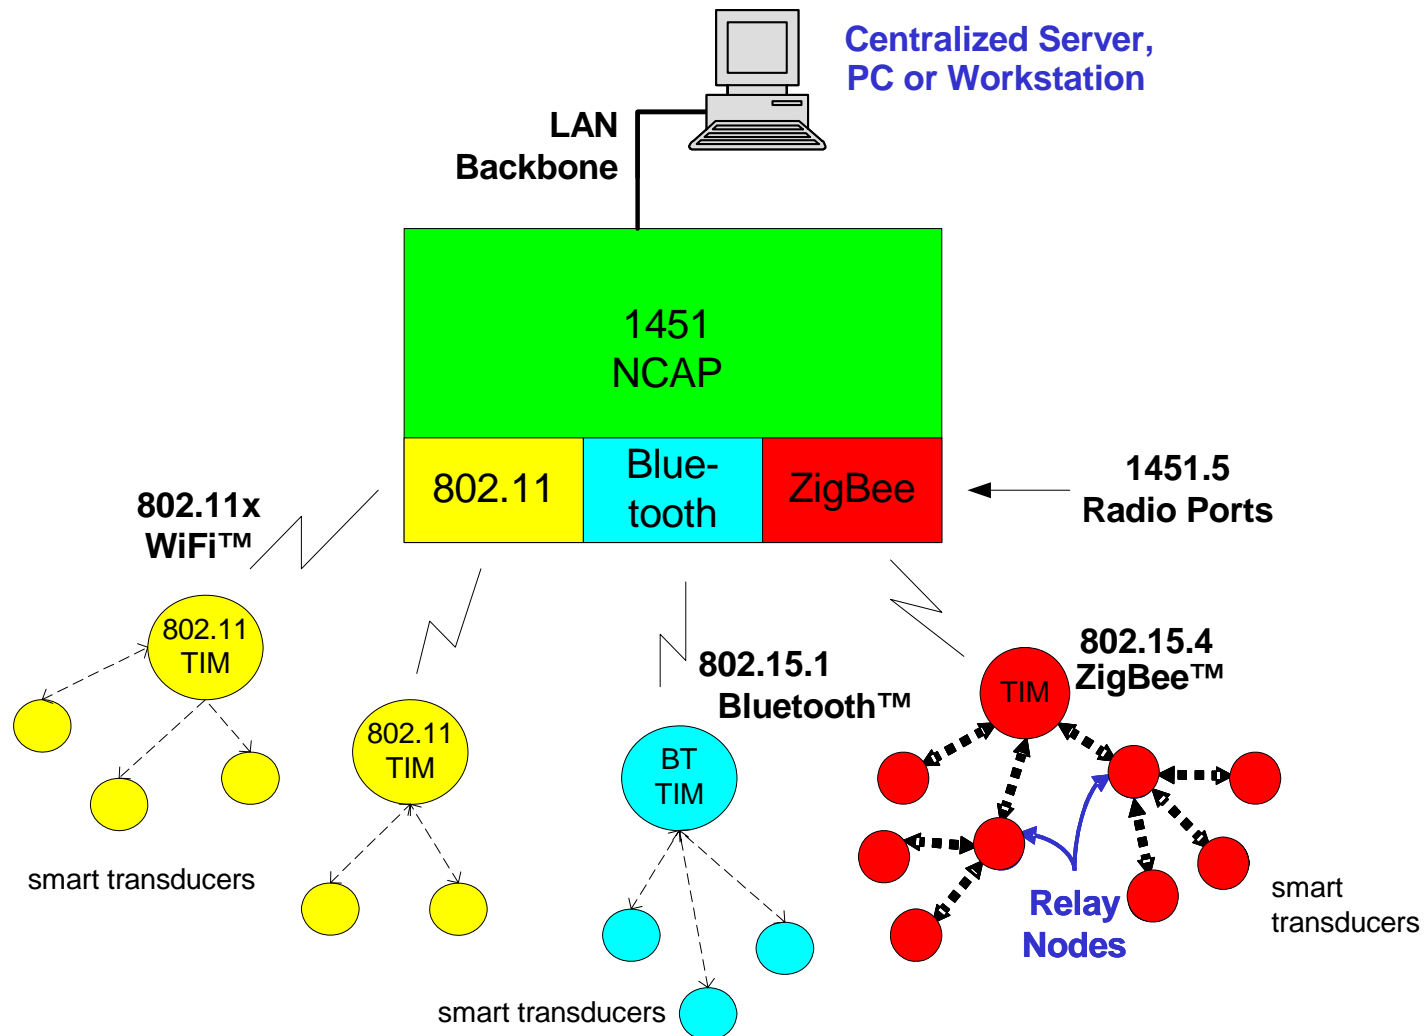 Centralized Server,
PC or Workstation
LAN
Backbone
1451
NCAP
802.11
Blue-
tooth
ZigBee
1451.5
Radio Ports
802.11x
WiFi™
802.11
TIM
802.11
TIM
802.15.1
Bluetooth™
BT
TIM
802.15.4
ZigBee™
TIM
smart transducers
Relay
Nodes
smart
transducers
smart transducers